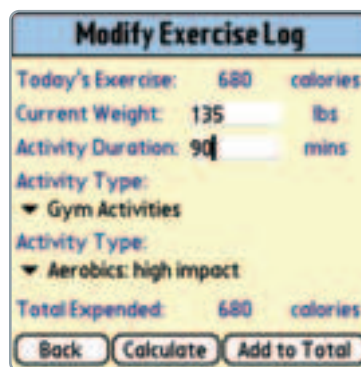 Modify Exercise Log
Today's Exercise: 680 calories
Current Weight: 135 lbs
Activity Duration: 90 mins
Activity Type:
Gym Activities
Activity Type:
Aerobics: high impact
Total Expended: 680 calories
Back Calculate Add to Total